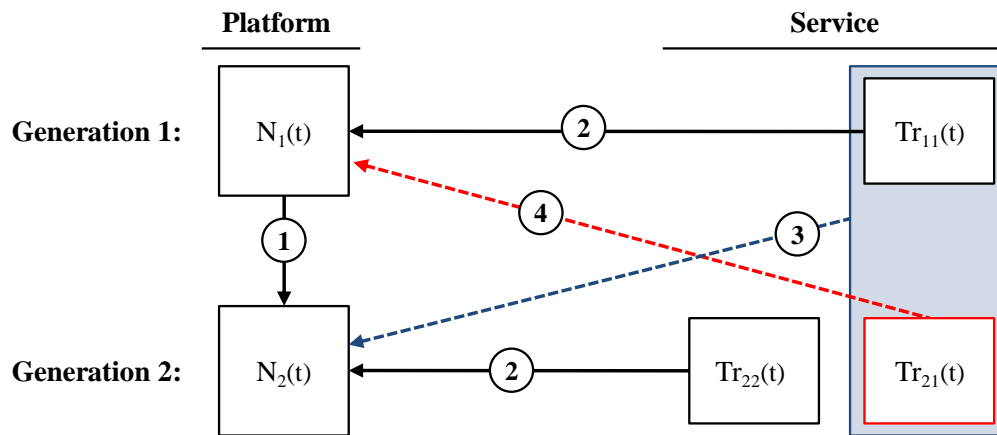 Platform Service
Generation 1: N₁(t) 2 Tr₁₁(t)
4
1 3
Generation 2: N₂(t) 2 Tr₂₂(t) Tr₂₁(t)